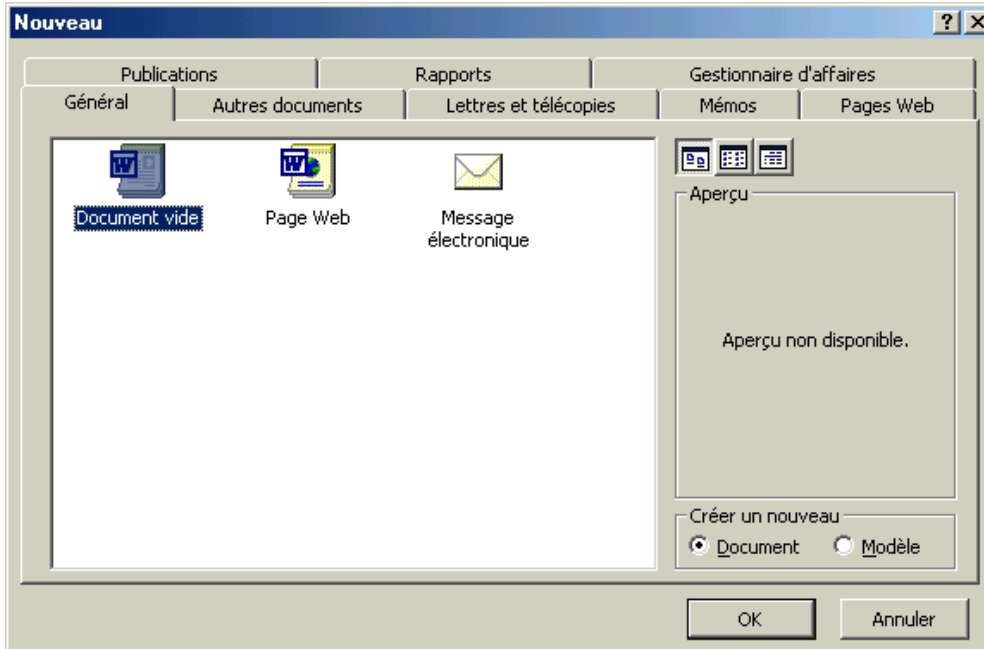 Nouveau
Publications Rapports Gestionnaire d'affaires
Général Autres documents Lettres et télécopies Mémos Pages Web
Document vide Page Web Message
électronique
Aperçu
Aperçu non disponible.
Créer un nouveau
Document Modèle
OK Annuler